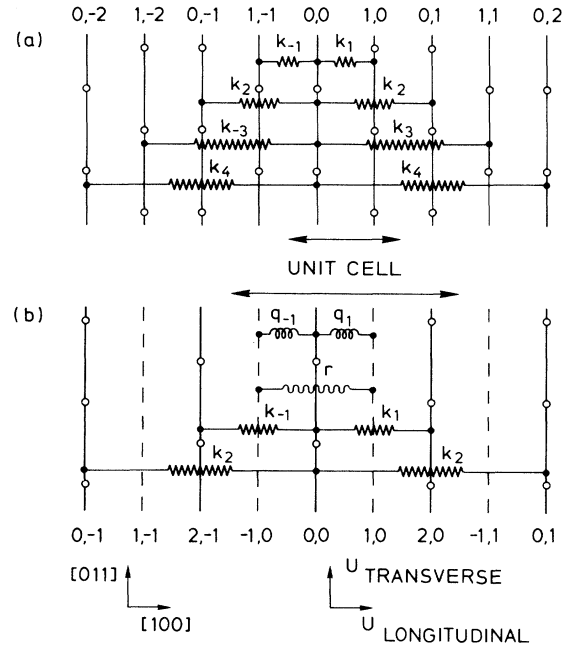 0,-2 1,-2 0,-1 1,-1 0,0 1,0 0,1 1,1 0,2
(a)
k-1 k1
k2 k2
k-3 k3
k4 k4
UNIT CELL
(b)
q-1 q1
r
k-1 k1
k2 k2
0,-1 1,-1 2,-1 -1,0 0,0 1,0 2,0 -1,1 0,1
[011] U TRANSVERSE
[100] U LONGITUDINAL